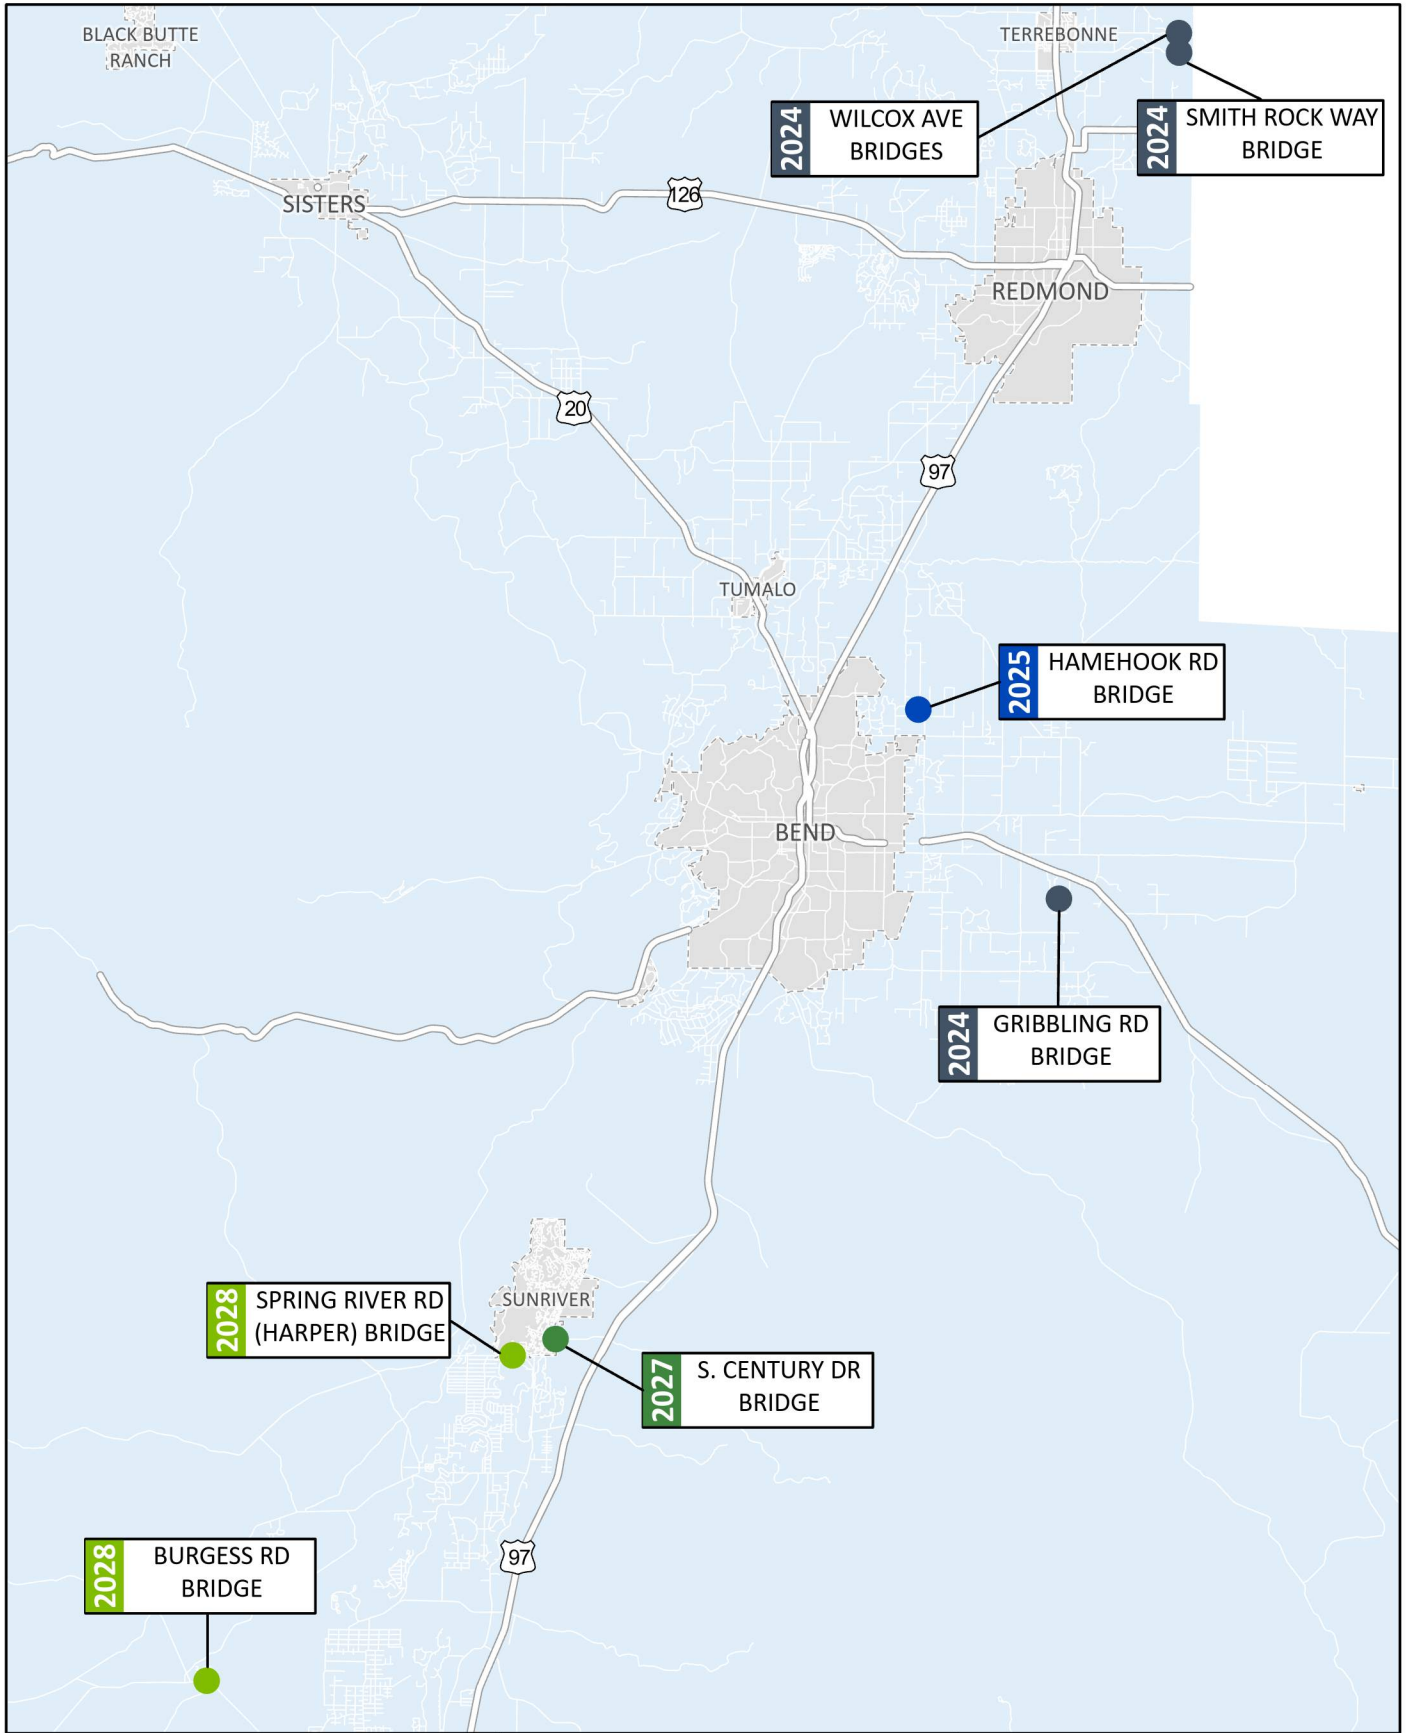 BLACK BUTTE
RANCH
TERREBONNE
2024
WILCOX AVE
BRIDGES
2024
SMITH ROCK WAY
BRIDGE
SISTERS
126
REDMOND
20
97
TUMALO
2025
HAMEHOOK RD
BRIDGE
BEND
2024
GRIBBLING RD
BRIDGE
2028
SPRING RIVER RD
(HARPER) BRIDGE
SUNRIVER
2027
S. CENTURY DR
BRIDGE
97
2028
BURGESS RD
BRIDGE